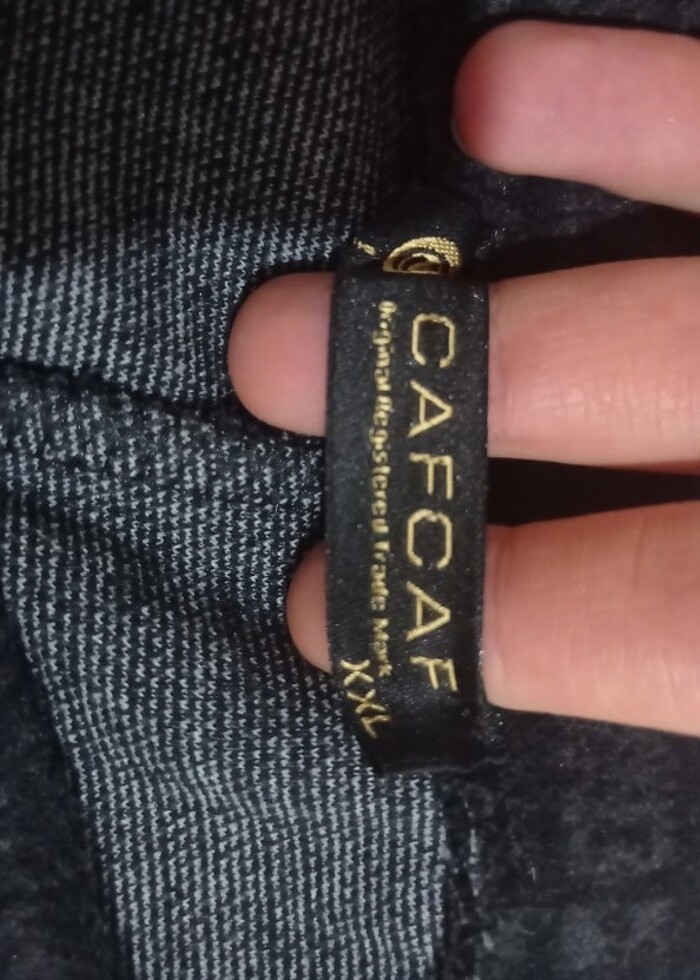 CAFCAF
Original Registered Trade Mark
XXL